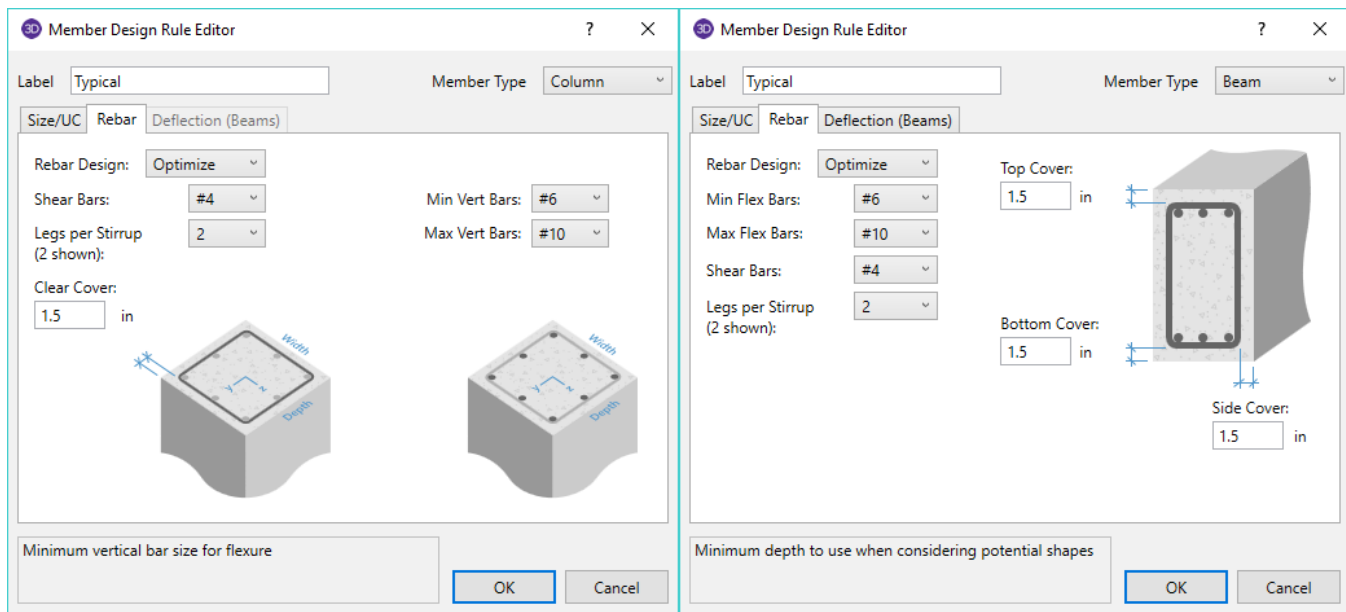 3D Member Design Rule Editor ? ×
Label Typical Member Type Column
Size/UC Rebar Deflection (Beams)
Rebar Design: Optimize
Shear Bars: #4 Min Vert Bars: #6
Legs per Stirrup 2 Max Vert Bars: #10
(2 shown):
Clear Cover:
1.5 in
Width Width
y z y z
Depth Depth
Minimum vertical bar size for flexure
OK Cancel
3D Member Design Rule Editor ? ×
Label Typical Member Type Beam
Size/UC Rebar Deflection (Beams)
Rebar Design: Optimize Top Cover:
Min Flex Bars: #6 1.5 in
Max Flex Bars: #10
Shear Bars: #4
Legs per Stirrup 2
(2 shown): Bottom Cover:
1.5 in
Side Cover:
1.5 in
Minimum depth to use when considering potential shapes
OK Cancel